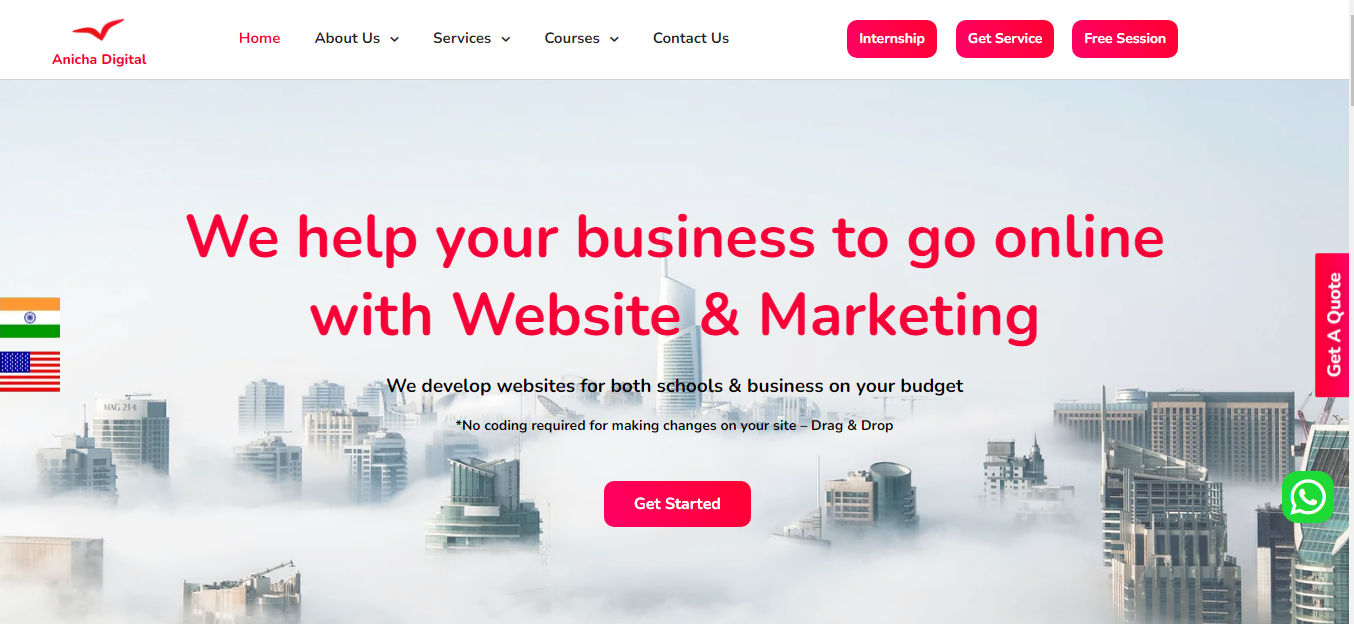 Anicha Digital
Home
About Us
Services
Courses
Contact Us
Internship
Get Service
Free Session
We help your business to go online
with Website & Marketing
We develop websites for both schools & business on your budget
*No coding required for making changes on your site – Drag & Drop
Get Started
Get A Quote
MAG 214